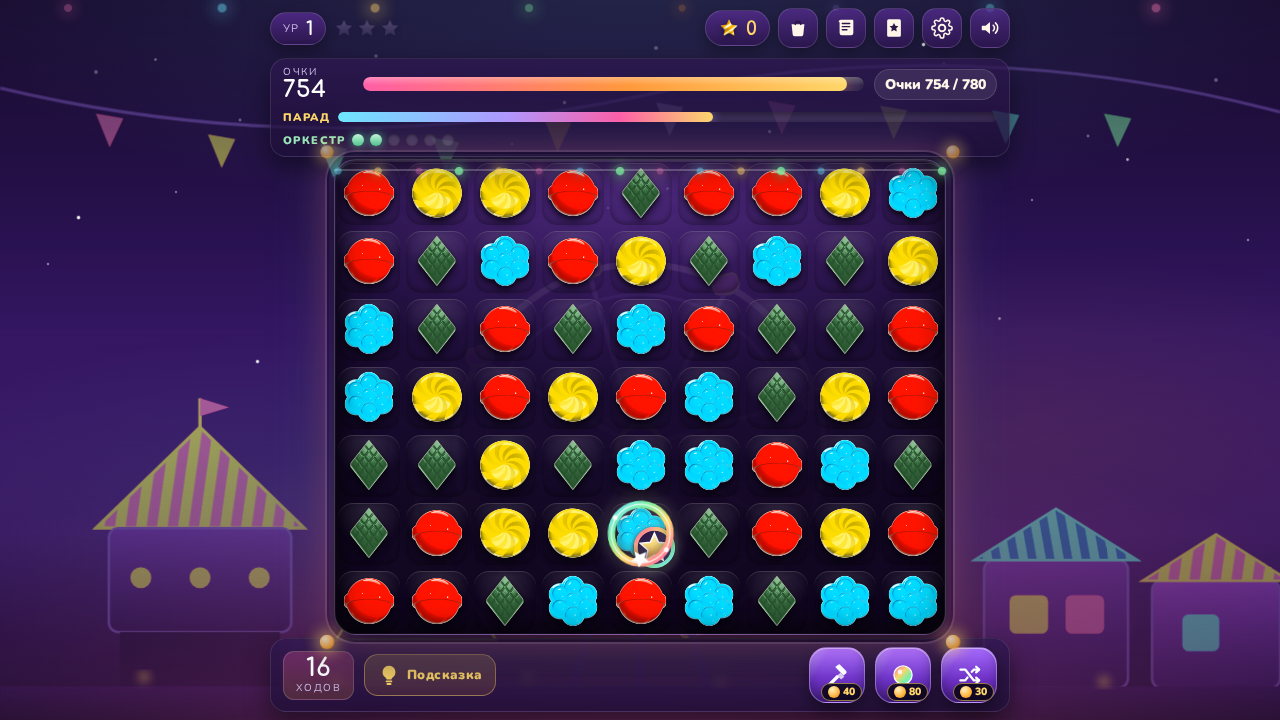 УР 1
0
ОЧКИ
754
Очки 754 / 780
ПАРАД
ОРКЕСТР
16
ХОДОВ
Подсказка
40
80
30